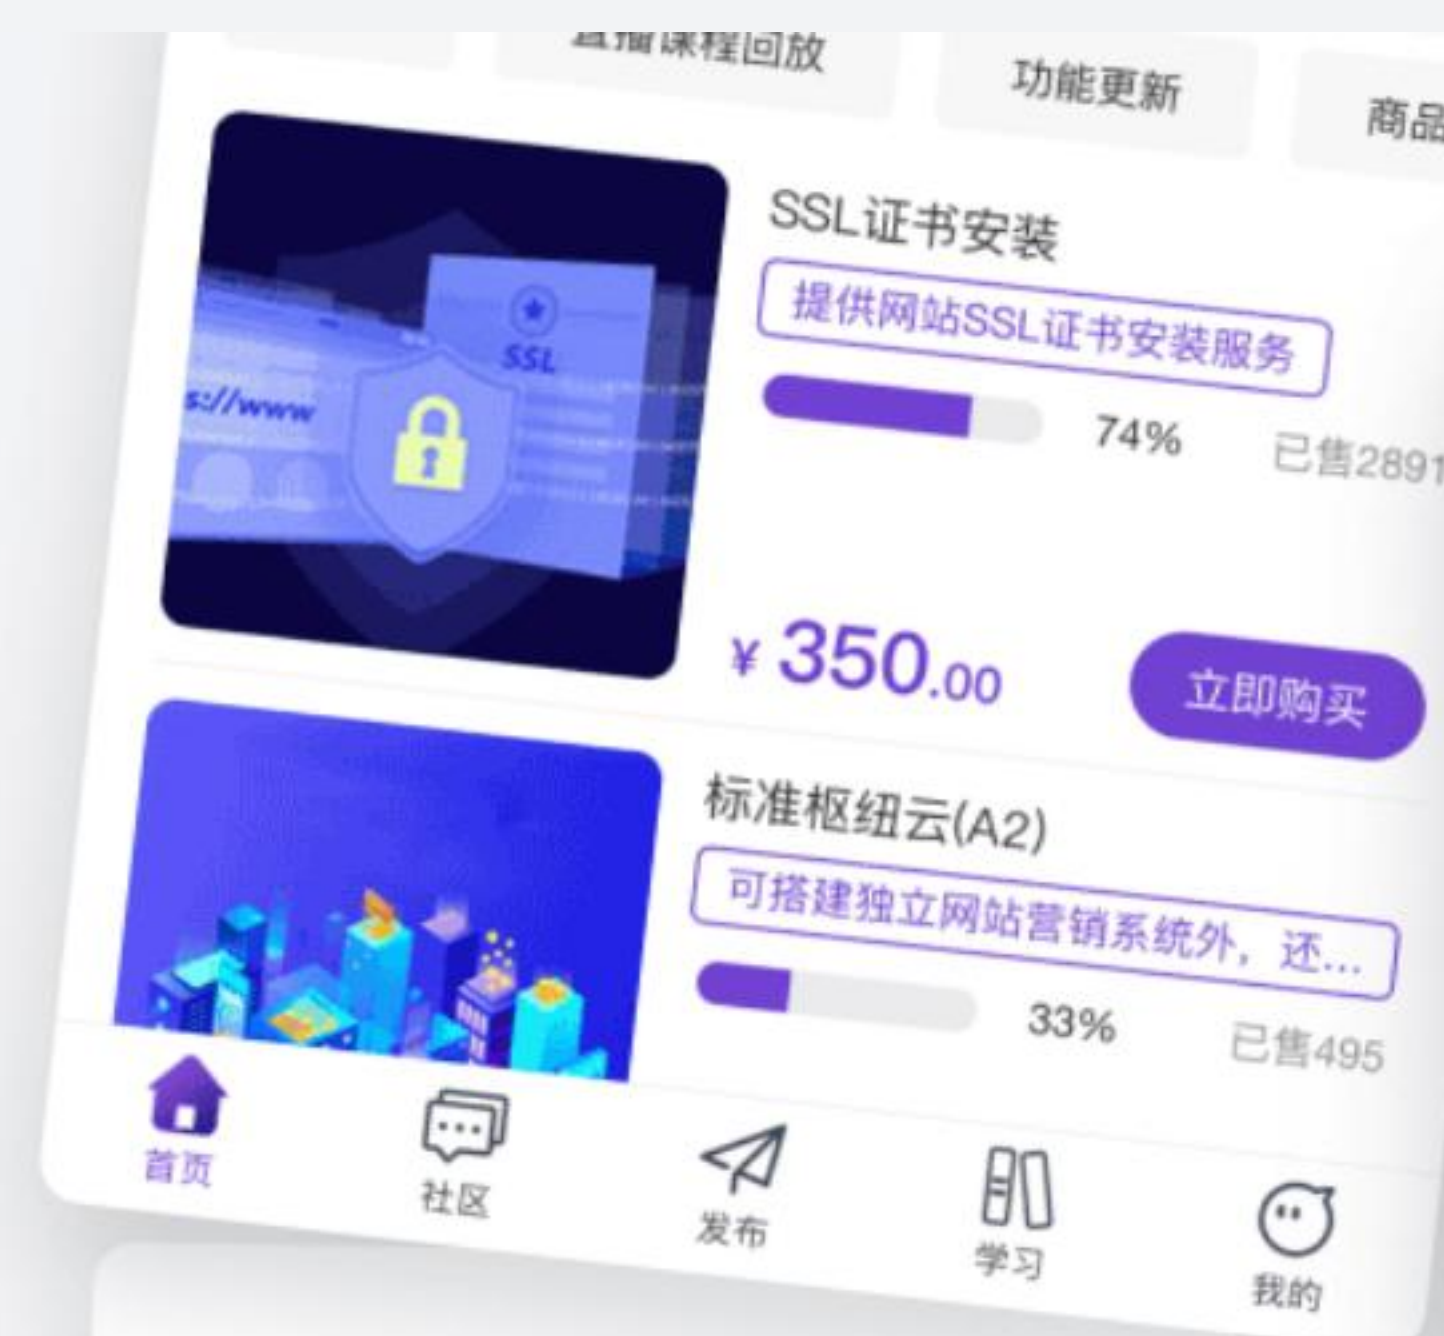 直播课程回放
功能更新
商品
SSL证书安装
提供网站SSL证书安装服务
SSL
s://www
74%
已售2891
¥ 350.00
立即购买
标准枢纽云(A2)
可搭建独立网站营销系统外，还...
33%
已售495
首页
社区
发布
学习
我的